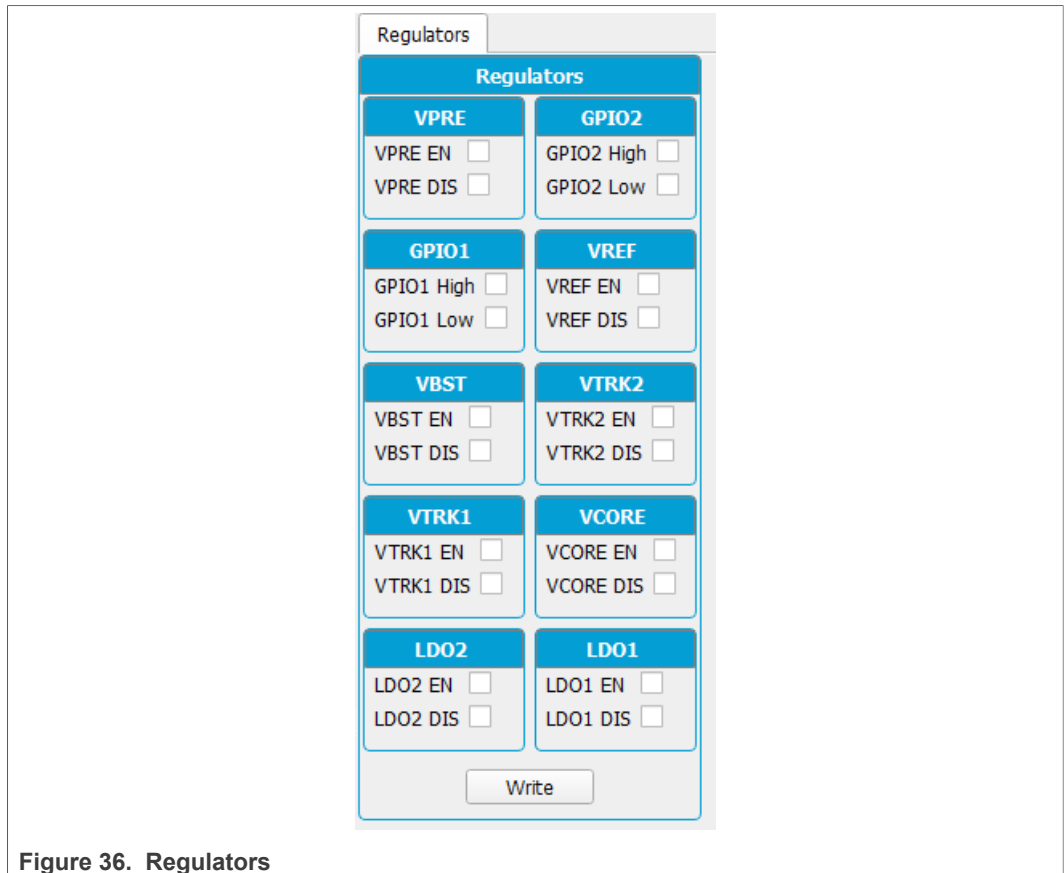 Regulators
Regulators
VPRE GPIO2
VPRE EN GPIO2 High
VPRE DIS GPIO2 Low
GPIO1 VREF
GPIO1 High VREF EN
GPIO1 Low VREF DIS
VBST VTRK2
VBST EN VTRK2 EN
VBST DIS VTRK2 DIS
VTRK1 VCORE
VTRK1 EN VCORE EN
VTRK1 DIS VCORE DIS
LDO2 LDO1
LDO2 EN LDO1 EN
LDO2 DIS LDO1 DIS
Write
Figure 36. Regulators